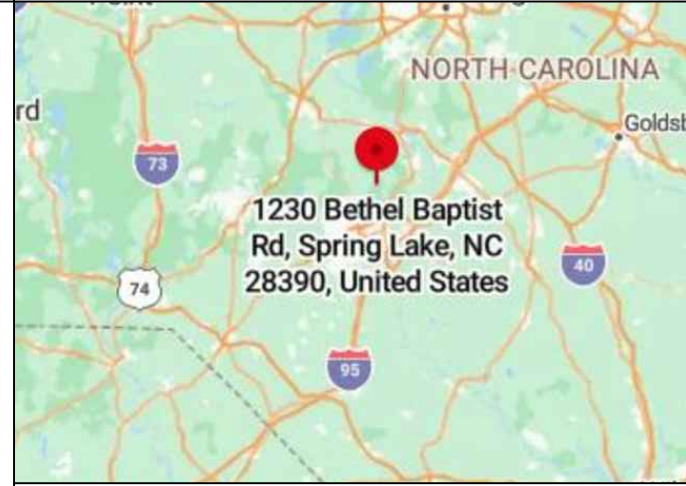 NORTH CAROLINA
rd
Goldsb
73
1230 Bethel Baptist
Rd, Spring Lake, NC
28390, United States
40
74
95